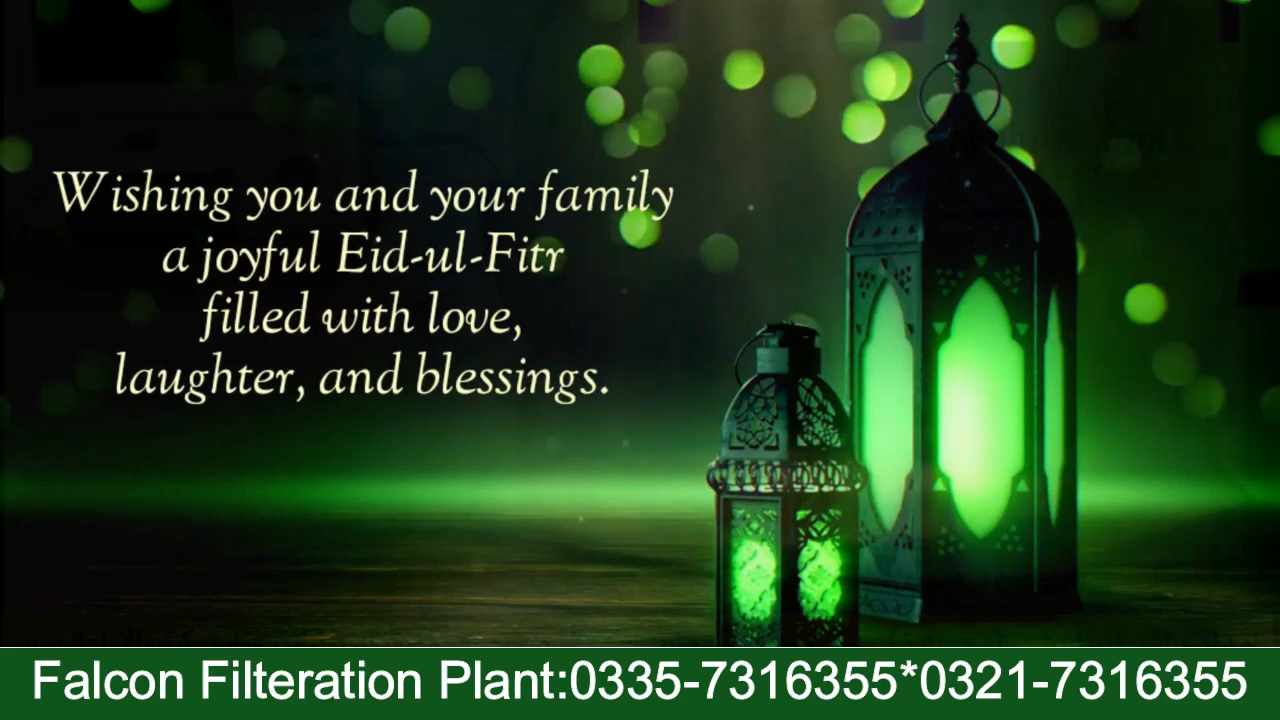 Wishing you and your family
a joyful Eid-ul-Fitr
filled with love,
laughter, and blessings.
Falcon Filteration Plant:0335-7316355*0321-7316355